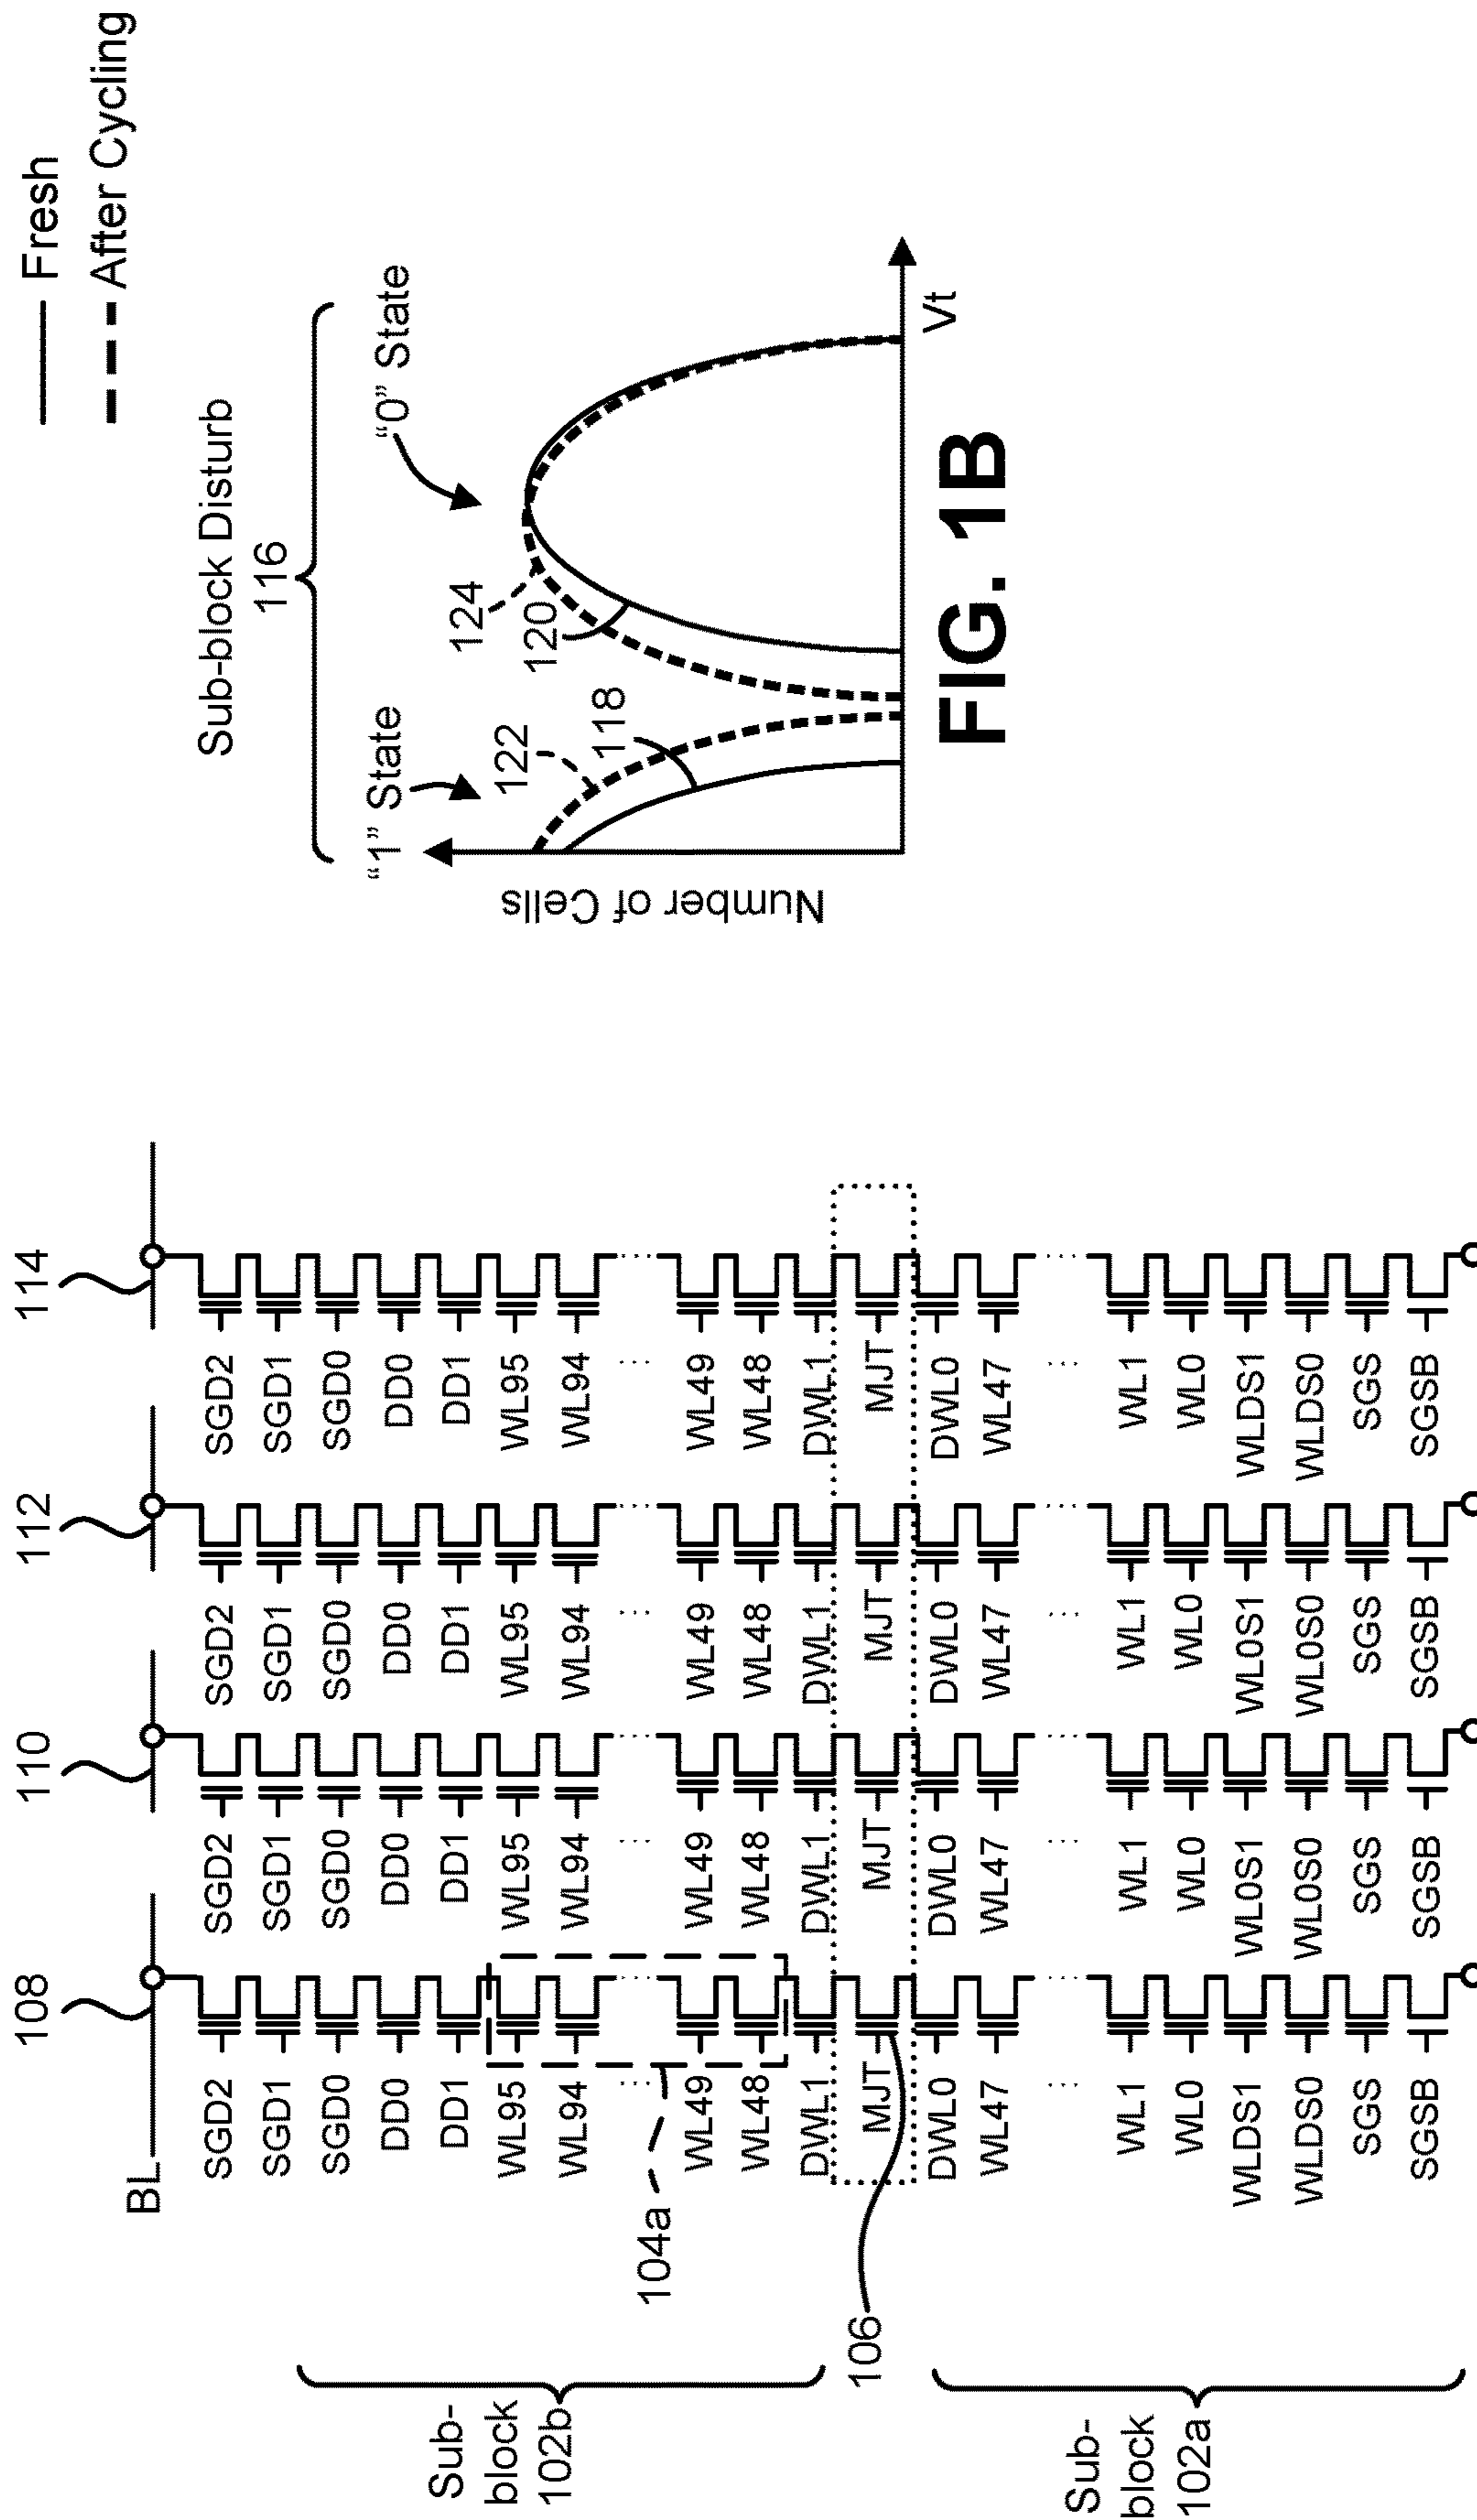 108 110 112 114
BL
SGD2 SGD2 SGD2 SGD2
SGD1 SGD1 SGD1 SGD1
SGD0 SGD0 SGD0 SGD0
DD0 DD0 DD0 DD0
DD1 DD1 DD1 DD1
WL95 WL95 WL95 WL95
WL94 WL94 WL94 WL94
WL49 WL49 WL49 WL49
WL48 WL48 WL48 WL48
DWL1 DWL1 DWL1 DWL1
MJT MJT MJT MJT
DWL0 DWL0 DWL0 DWL0
WL47 WL47 WL47 WL47
WL1 WL1 WL1 WL1
WL0 WL0 WL0 WL0
WLDS1 WL0S1 WL0S1 WLDS1
WLDS0 WL0S0 WL0S0 WLDS0
SGS SGS SGS SGS
SGSB SGSB SGSB SGSB
Sub-
block
102b
104a
106
Sub-
block
102a
Fresh
After Cycling
Sub-block Disturb
116
"1" State
"0" State
122
118
124
120
Number of Cells
Vt
FIG. 1B